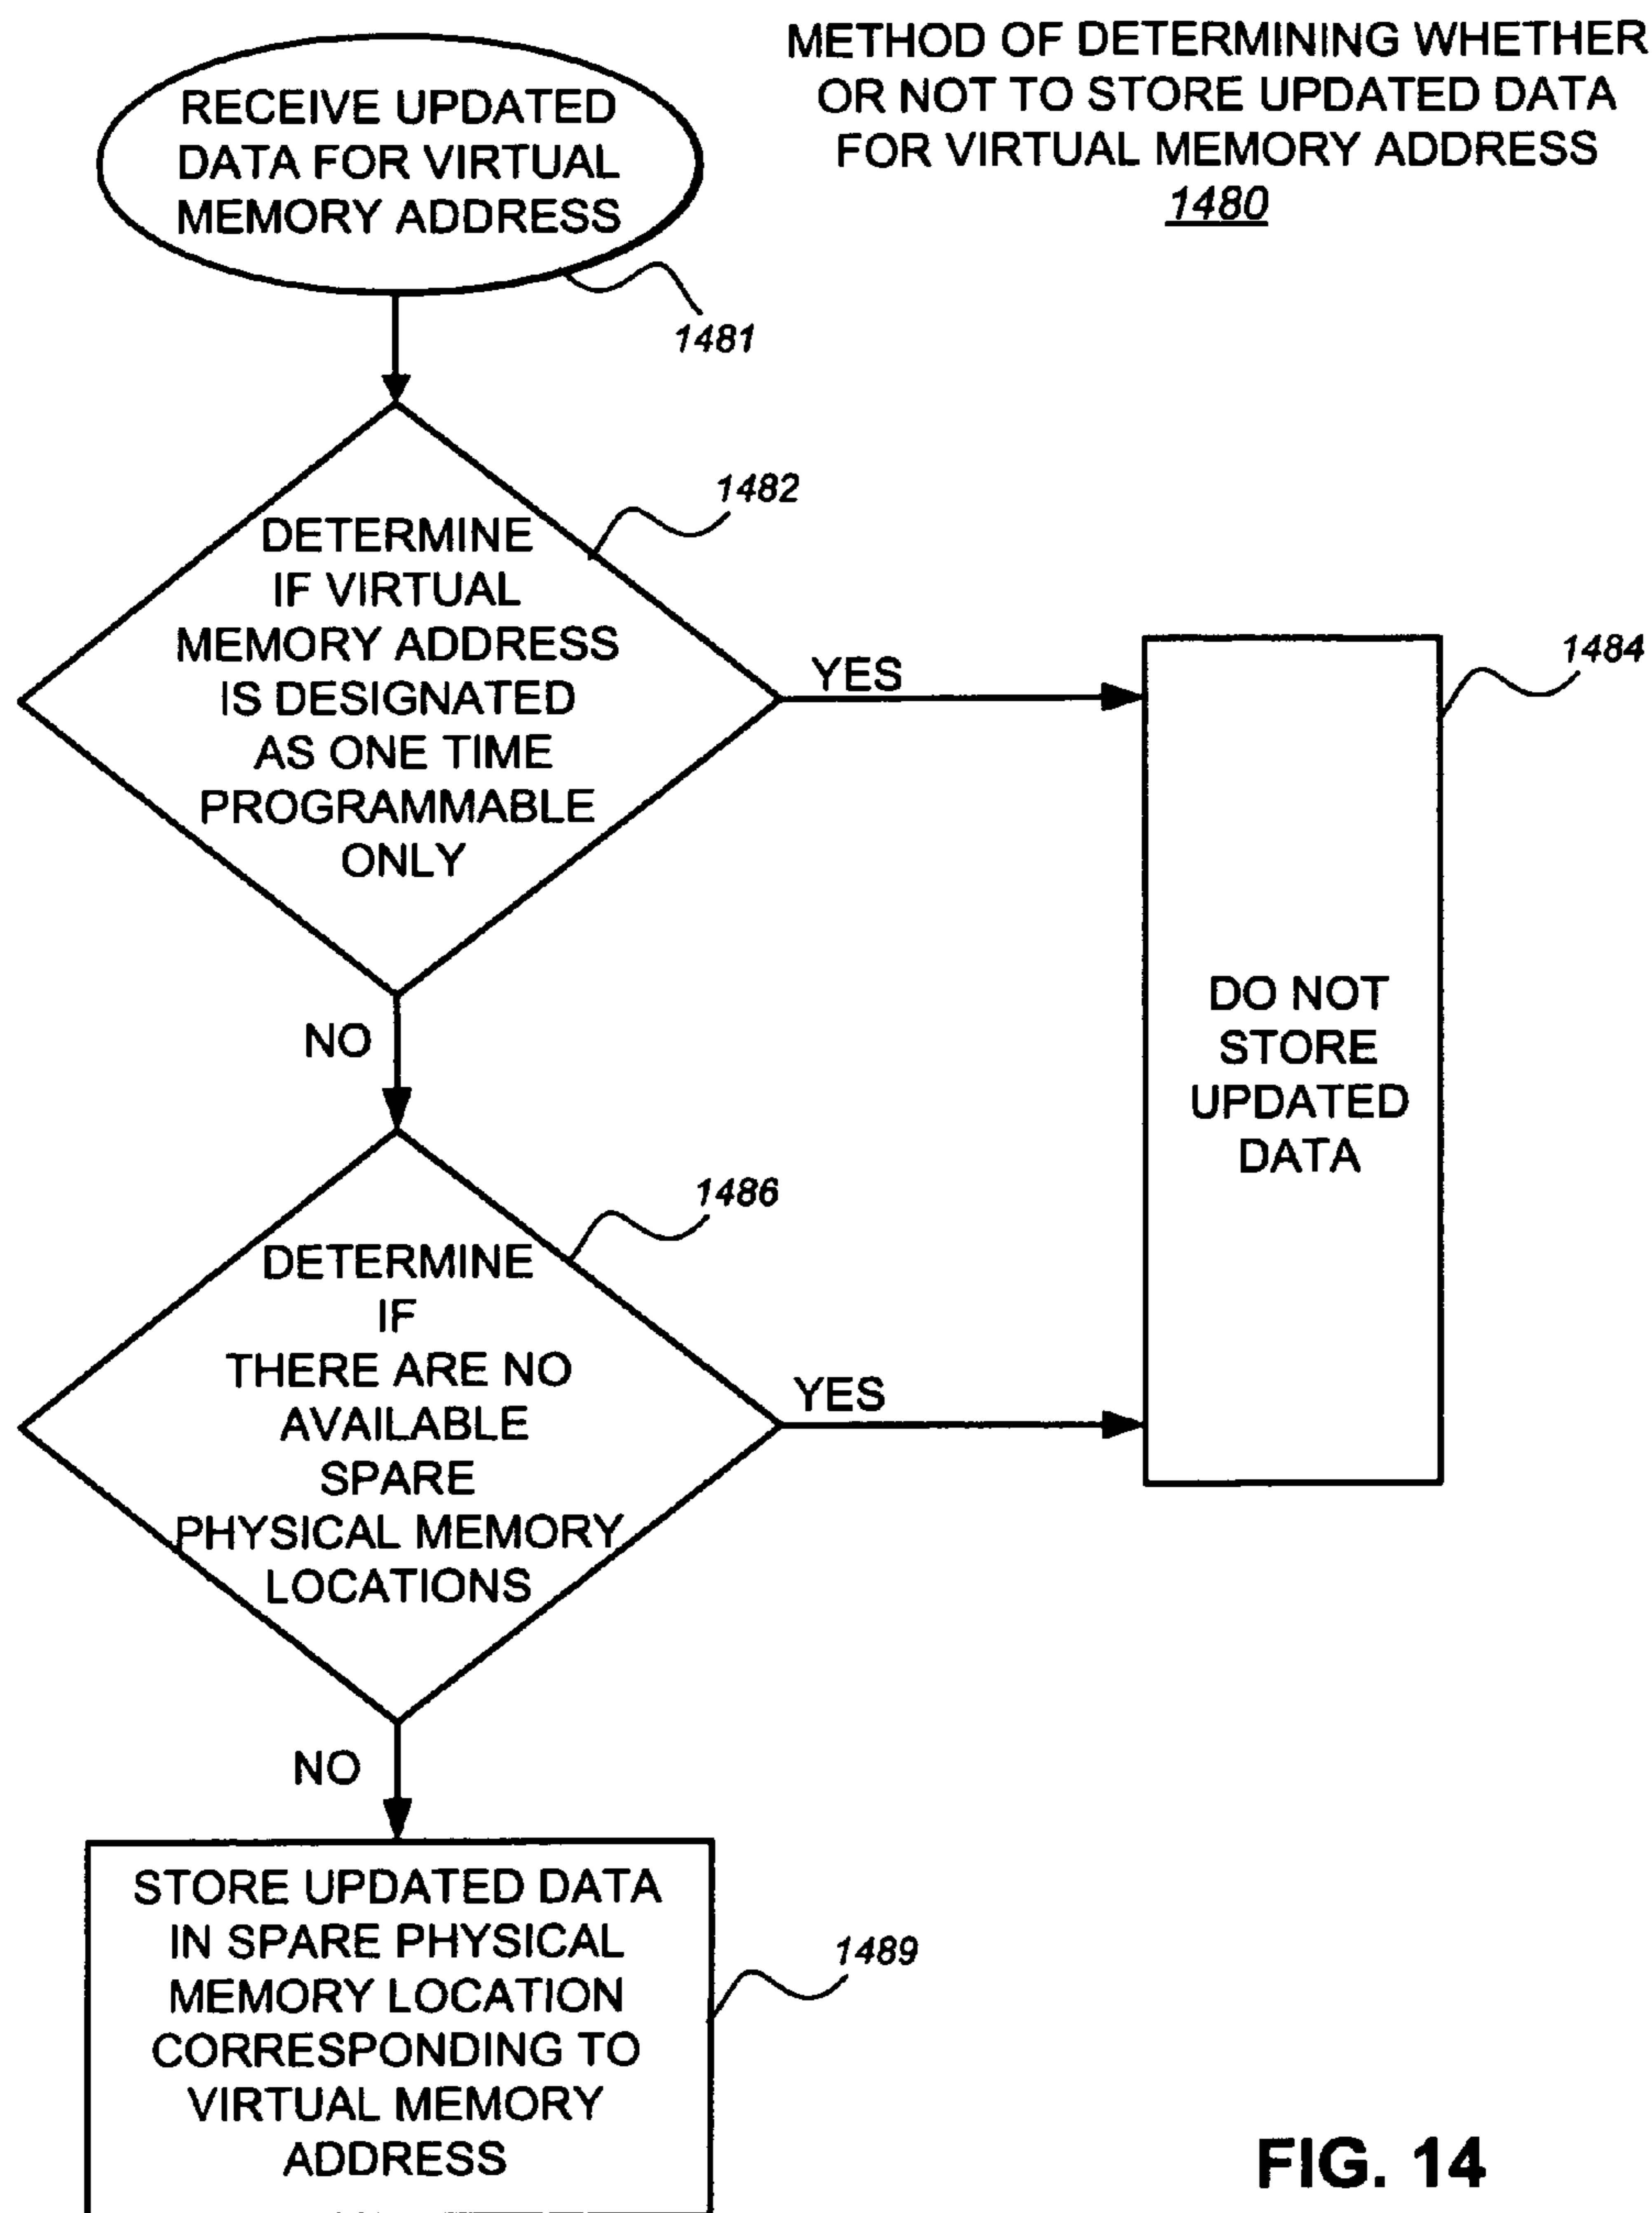 METHOD OF DETERMINING WHETHER
OR NOT TO STORE UPDATED DATA
FOR VIRTUAL MEMORY ADDRESS
1480
RECEIVE UPDATED
DATA FOR VIRTUAL
MEMORY ADDRESS
1481
1482
DETERMINE
IF VIRTUAL
MEMORY ADDRESS
IS DESIGNATED
AS ONE TIME
PROGRAMMABLE
ONLY
YES
1484
NO
DO NOT
STORE
UPDATED
DATA
1486
DETERMINE
IF
THERE ARE NO
AVAILABLE
SPARE
PHYSICAL MEMORY
LOCATIONS
YES
NO
STORE UPDATED DATA
IN SPARE PHYSICAL
MEMORY LOCATION
CORRESPONDING TO
VIRTUAL MEMORY
ADDRESS
1489
FIG. 14